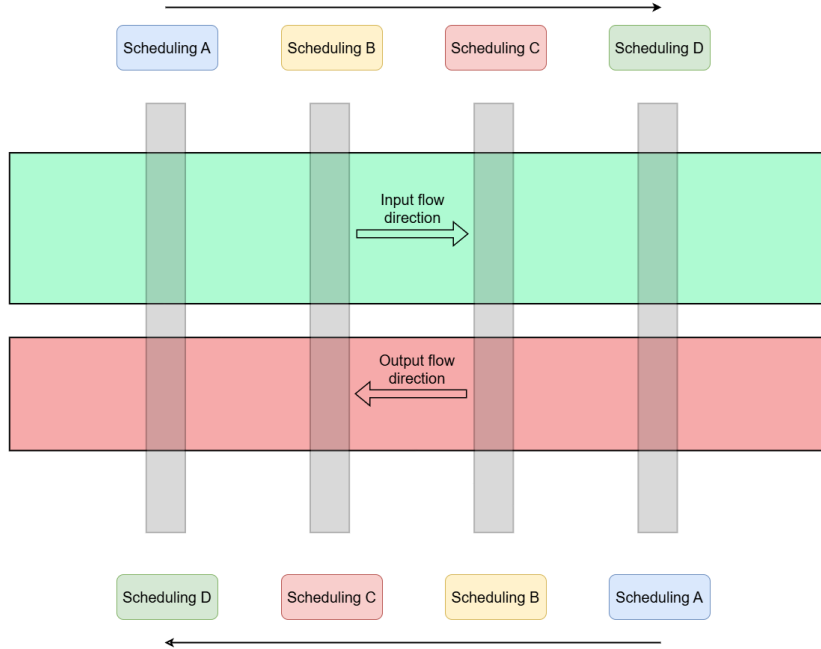 Scheduling A
Scheduling B
Scheduling C
Scheduling D
Input flow
direction
Output flow
direction
Scheduling D
Scheduling C
Scheduling B
Scheduling A